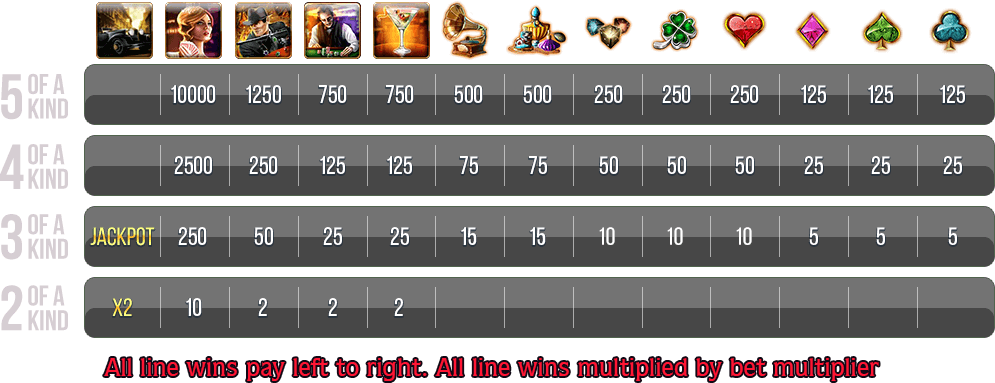 5 OF A KIND 10000 1250 750 750 500 500 250 250 250 125 125 125
4 OF A KIND 2500 250 125 125 75 75 50 50 50 25 25 25
3 OF A KIND JACKPOT 250 50 25 25 15 15 10 10 10 5 5 5
2 OF A KIND X2 10 2 2 2
All line wins pay left to right. All line wins multiplied by bet multiplier